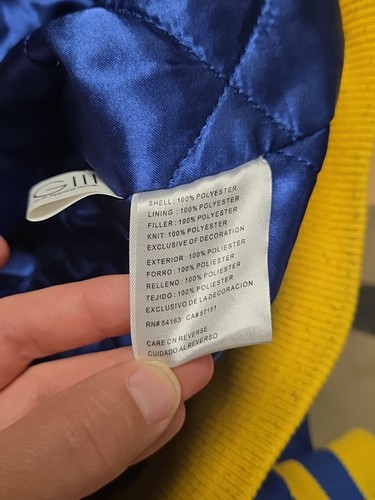 SHELL: 100% POLYESTER
LINING : 100% POLYESTER
FILLER : 100% POLYESTER
KNIT: 100% POLYESTER
EXCLUSIVE OF DECORATION
EXTERIOR: 100% POLIESTER
FORRO: 100% POLIESTER
RELLENO : 100% POLIESTER
TEJIDO : 100% POLIESTER
EXCLUSIVO DE LA DECORACION
RN# 54163 CA# 57151
CARE ON REVERSE
CUIDADO AL REVERSO